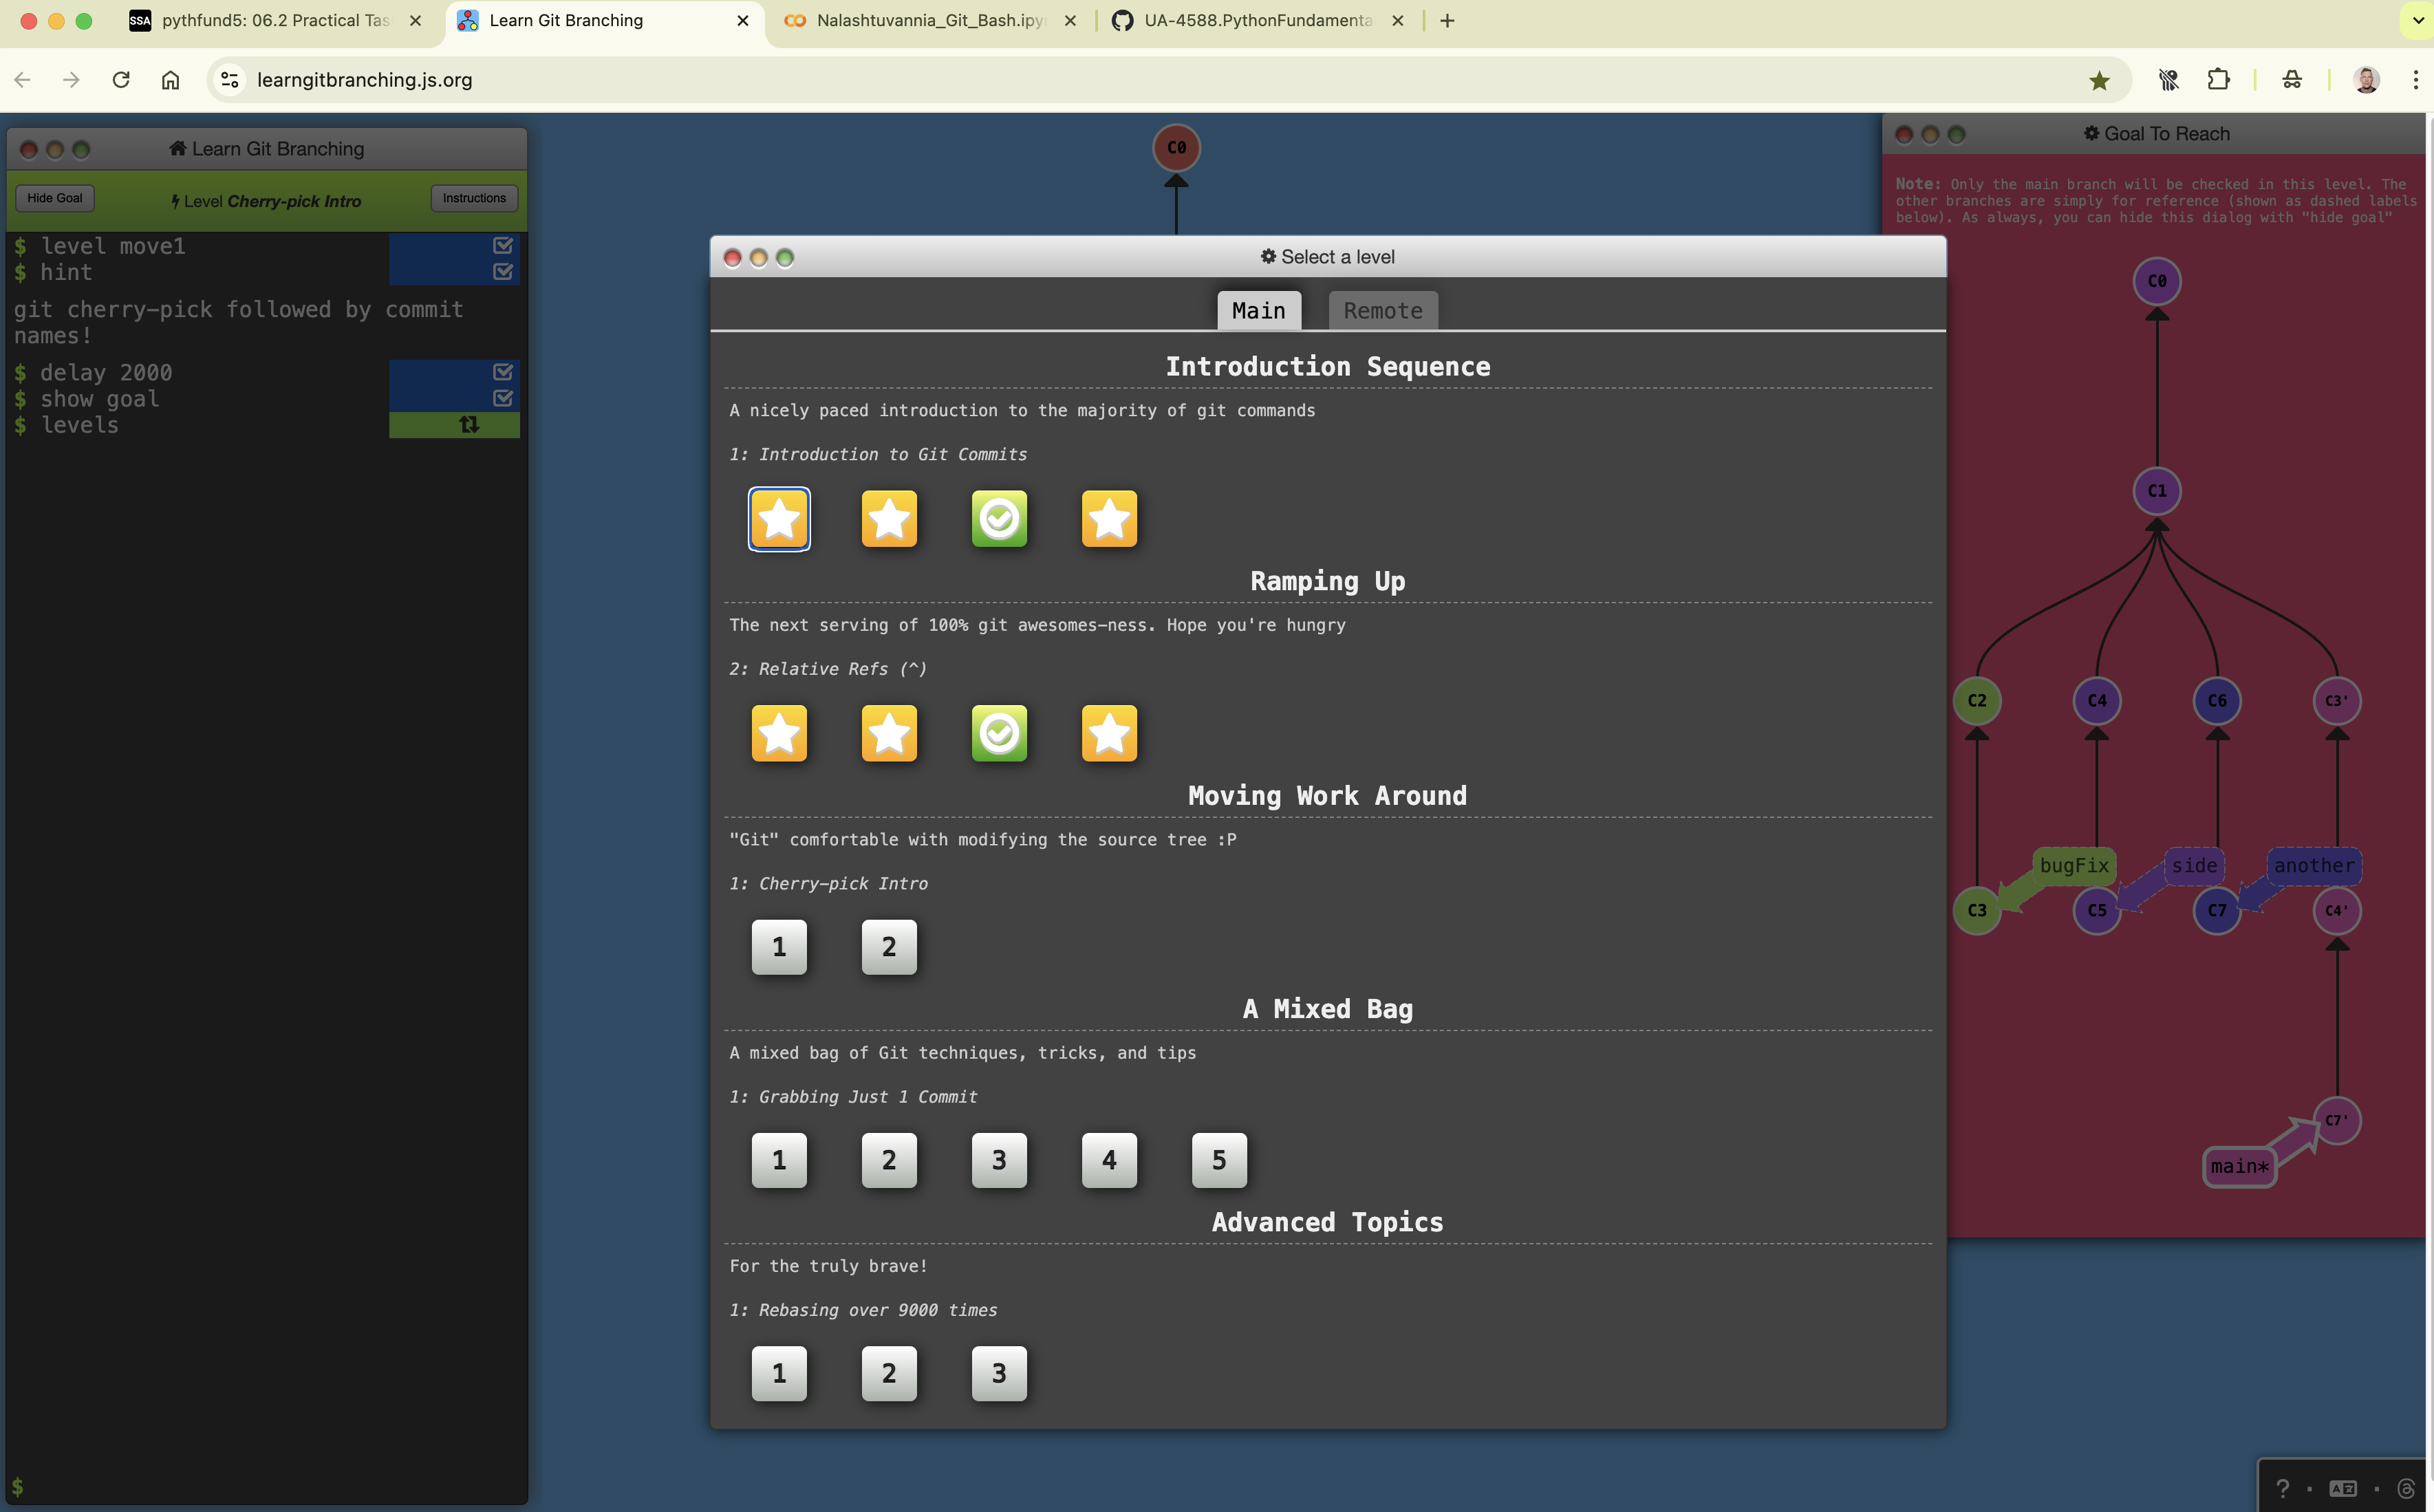 SSA
pythfund5: 06.2 Practical Tas
Learn Git Branching
Nalashtuvannia_Git_Bash.ipy
UA-4588.PythonFundamenta
learngitbranching.js.org
Learn Git Branching
Hide Goal
Level Cherry-pick Intro
Instructions
$ level move1
$ hint
git cherry-pick followed by commit
names!
$ delay 2000
$ show goal
$ levels
$
C0
Select a level
Main
Remote
Introduction Sequence
A nicely paced introduction to the majority of git commands
1: Introduction to Git Commits
Ramping Up
The next serving of 100% git awesomes-ness. Hope you're hungry
2: Relative Refs (^)
Moving Work Around
"Git" comfortable with modifying the source tree :P
1: Cherry-pick Intro
1 2
A Mixed Bag
A mixed bag of Git techniques, tricks, and tips
1: Grabbing Just 1 Commit
1 2 3 4 5
Advanced Topics
For the truly brave!
1: Rebasing over 9000 times
1 2 3
Goal To Reach
Note: Only the main branch will be checked in this level. The
other branches are simply for reference (shown as dashed labels
below). As always, you can hide this dialog with "hide goal"
C0
C1
C2 C4 C6 C3'
bugFix side another
C3 C5 C7 C4'
C7'
main*
?